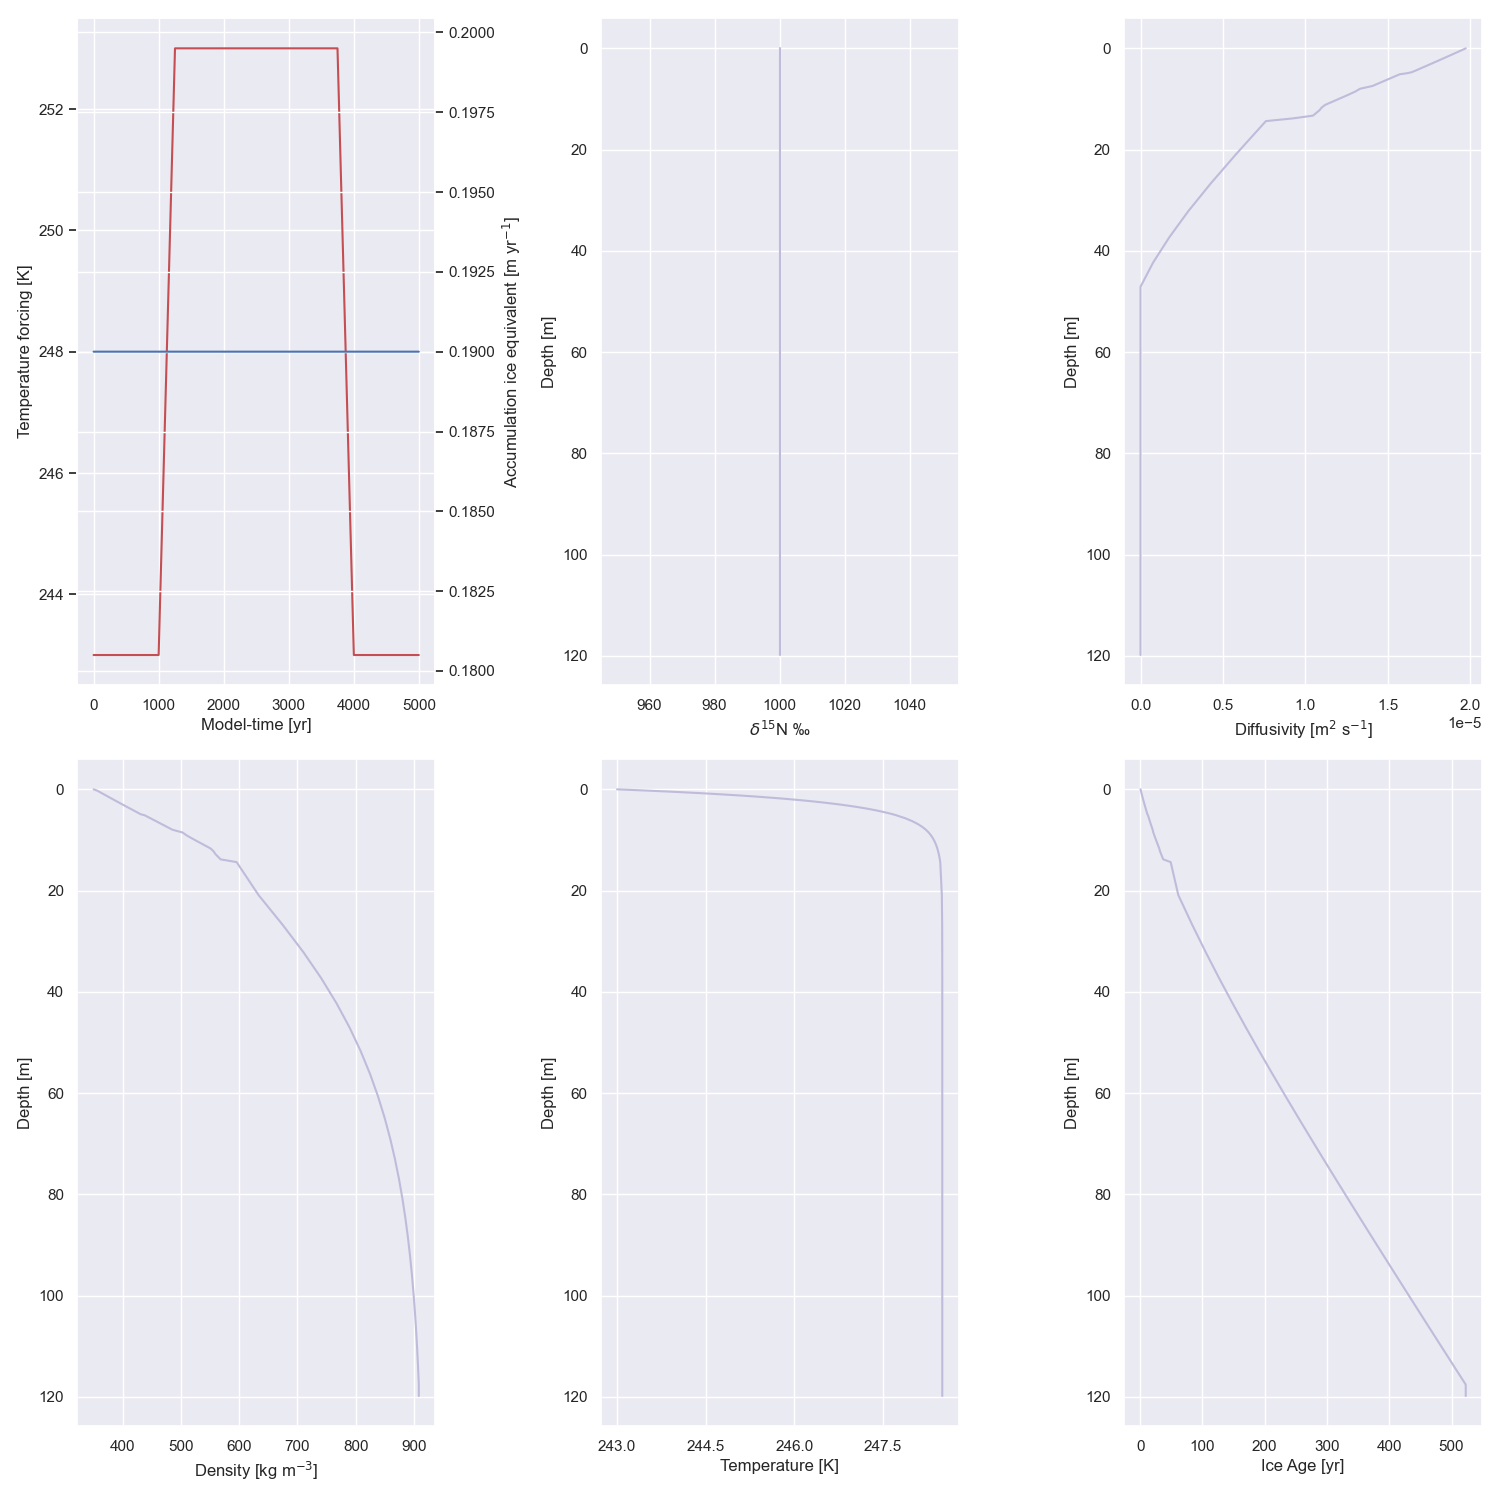 252
250
248
246
244
Temperature forcing [K]
0 1000 2000 3000 4000 5000
Model-time [yr]
0.2000
0.1975
0.1950
0.1925
0.1900
0.1875
0.1850
0.1825
0.1800
Accumulation ice equivalent [m yr⁻¹]
0
20
40
60
80
100
120
Depth [m]
960 980 1000 1020 1040
δ¹⁵N ‰
0
20
40
60
80
100
120
Depth [m]
0.0 0.5 1.0 1.5 2.0
1e−5
Diffusivity [m² s⁻¹]
0
20
40
60
80
100
120
Depth [m]
400 500 600 700 800 900
Density [kg m⁻³]
0
20
40
60
80
100
120
Depth [m]
243.0 244.5 246.0 247.5
Temperature [K]
0
20
40
60
80
100
120
Depth [m]
0 100 200 300 400 500
Ice Age [yr]